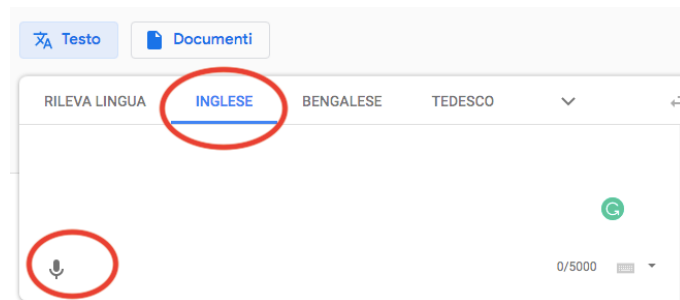 Testo Documenti
RILEVA LINGUA INGLESE BENGALESE TEDESCO
0/5000